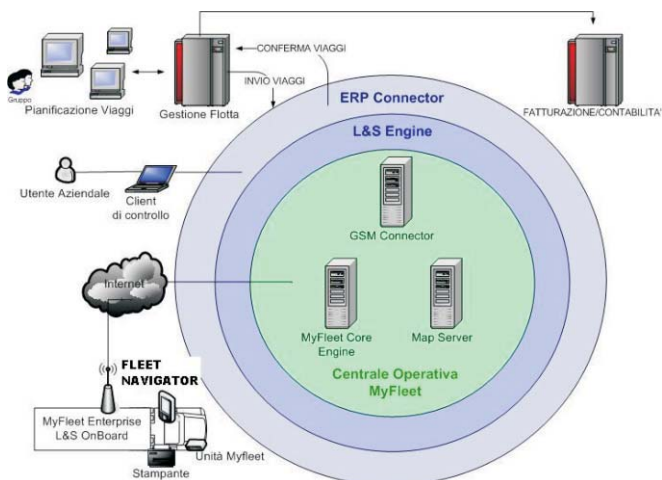 CONFERMA VIAGGI
INVIO VIAGGI
Gruppo
Pianificazione Viaggi
Gestione Flotta
FATTURAZIONE/CONTABILITA'
ERP Connector
L&S Engine
Utente Aziendale
Client
di controllo
GSM Connector
Internet
MyFleet Core
Engine
Map Server
Centrale Operativa
MyFleet
FLEET
NAVIGATOR
MyFleet Enterprise
L&S OnBoard
Unità Myfleet
Stampante